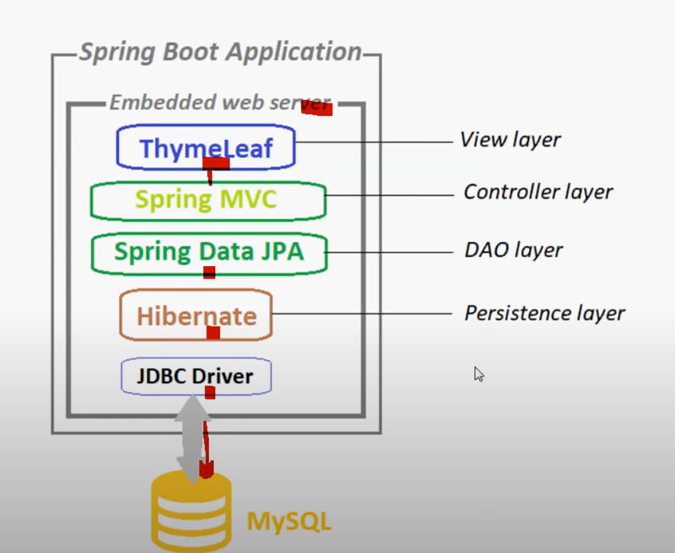 Spring Boot Application
Embedded web server
ThymeLeaf
View layer
Spring MVC
Controller layer
Spring Data JPA
DAO layer
Hibernate
Persistence layer
JDBC Driver
MySQL